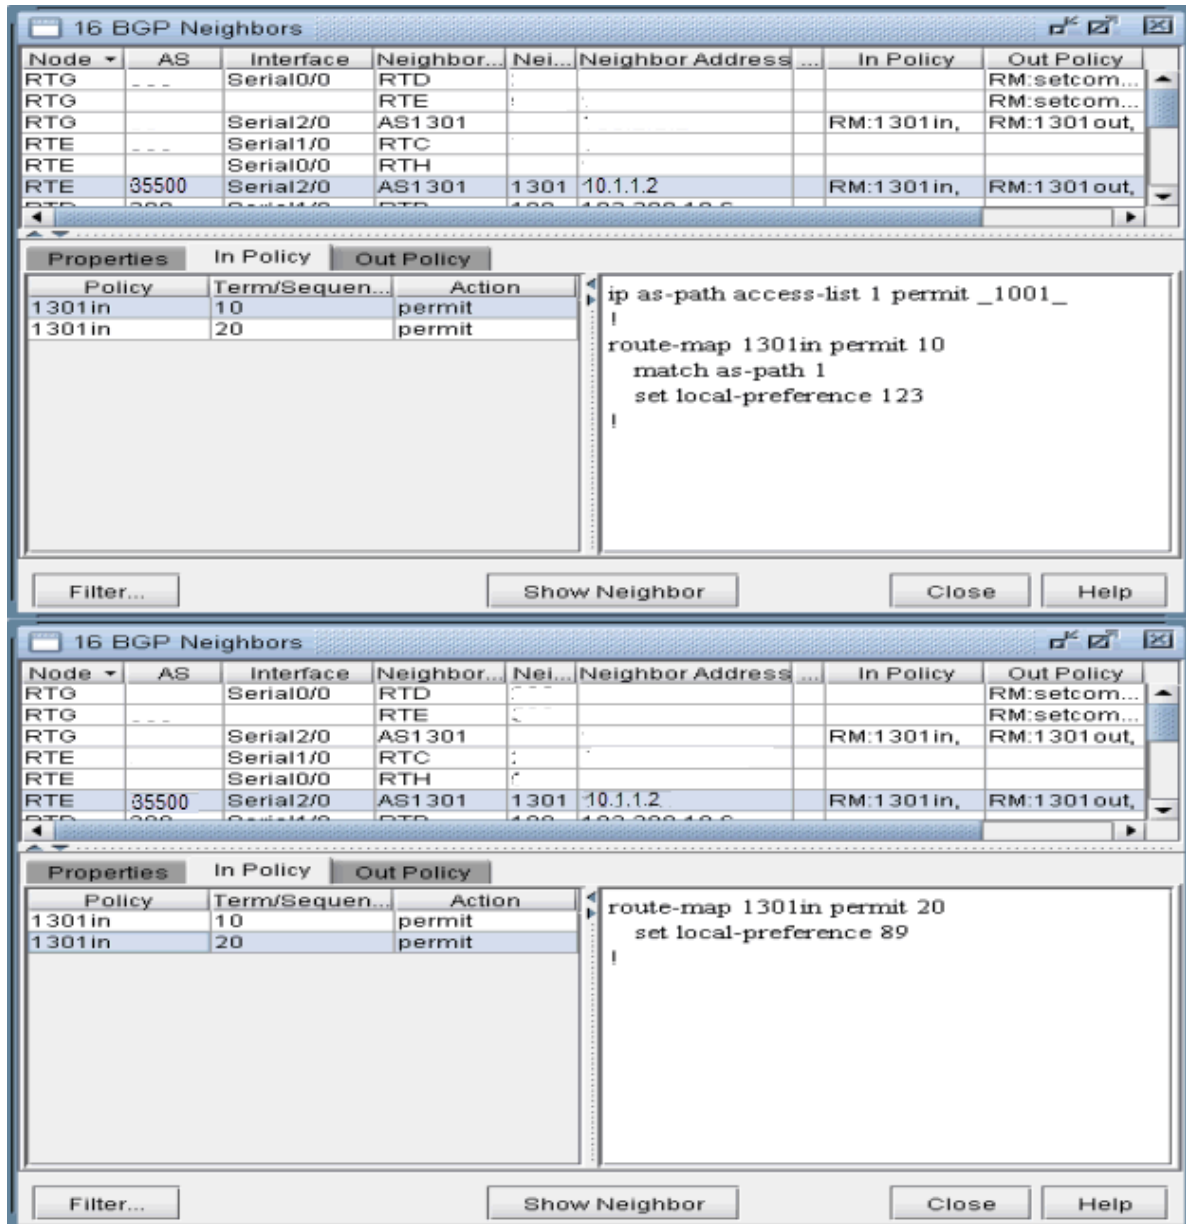 16 BGP Neighbors
Node AS Interface Neighbor... Nei... Neighbor Address ... In Policy Out Policy
RTG Serial0/0 RTD RM:setcom...
RTG RTE RM:setcom...
RTG Serial2/0 AS1301 RM:1301in, RM:1301out,
RTE Serial1/0 RTC
RTE Serial0/0 RTH
RTE 35500 Serial2/0 AS1301 1301 10.1.1.2 RM:1301in, RM:1301out,
Properties In Policy Out Policy
Policy Term/Sequen... Action
1301in 10 permit
1301in 20 permit
ip as-path access-list 1 permit _1001_
!
route-map 1301in permit 10
match as-path 1
set local-preference 123
!
Filter... Show Neighbor Close Help
16 BGP Neighbors
Node AS Interface Neighbor... Nei... Neighbor Address ... In Policy Out Policy
RTG Serial0/0 RTD RM:setcom...
RTG RTE RM:setcom...
RTG Serial2/0 AS1301 RM:1301in, RM:1301out,
RTE Serial1/0 RTC
RTE Serial0/0 RTH
RTE 35500 Serial2/0 AS1301 1301 10.1.1.2 RM:1301in, RM:1301out,
Properties In Policy Out Policy
Policy Term/Sequen... Action
1301in 10 permit
1301in 20 permit
route-map 1301in permit 20
set local-preference 89
!
Filter... Show Neighbor Close Help